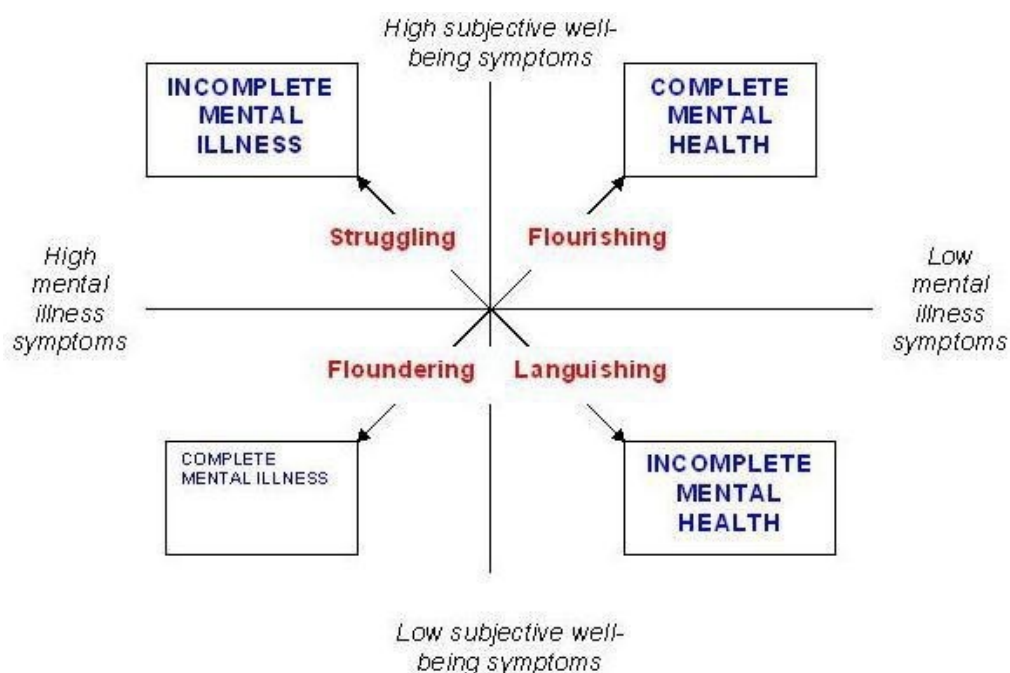 High subjective well-
being symptoms
INCOMPLETE
MENTAL
ILLNESS
COMPLETE
MENTAL
HEALTH
Struggling
Flourishing
High
mental
illness
symptoms
Low
mental
illness
symptoms
Floundering
Languishing
COMPLETE
MENTAL ILLNESS
INCOMPLETE
MENTAL
HEALTH
Low subjective well-
being symptoms